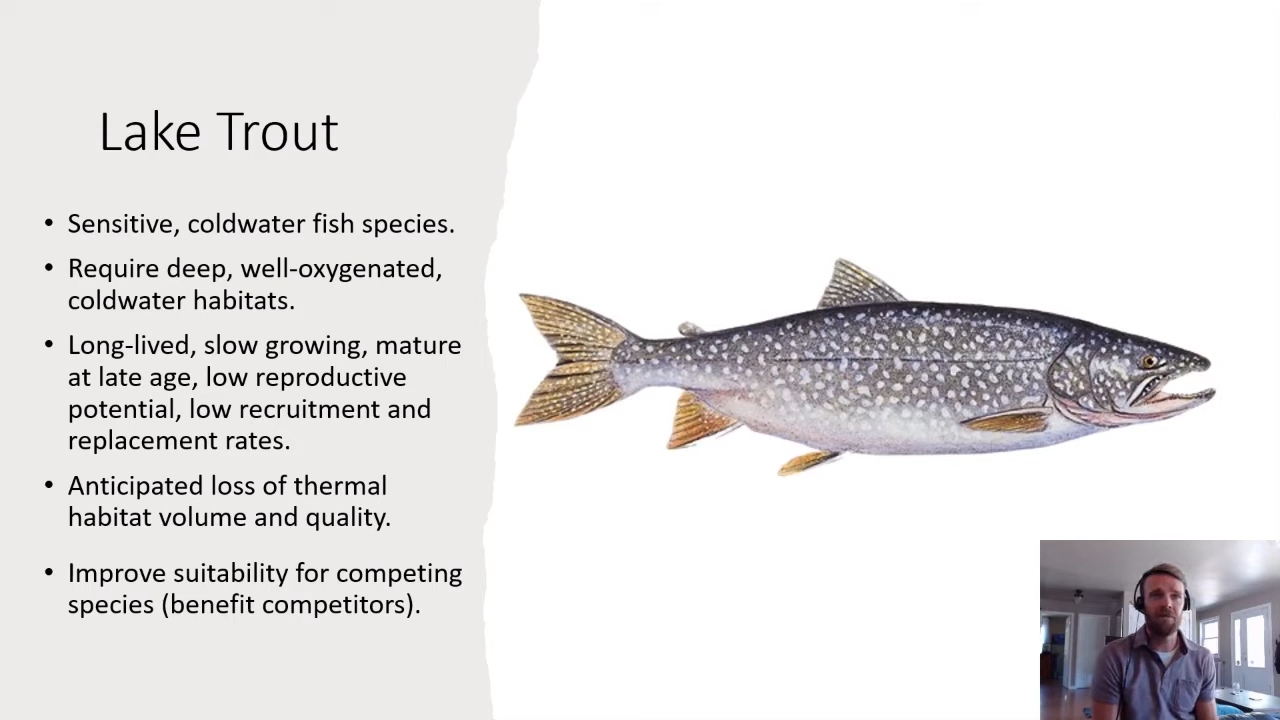 Lake Trout
• Sensitive, coldwater fish species.
• Require deep, well-oxygenated,
coldwater habitats.
• Long-lived, slow growing, mature
at late age, low reproductive
potential, low recruitment and
replacement rates.
• Anticipated loss of thermal
habitat volume and quality.
• Improve suitability for competing
species (benefit competitors).